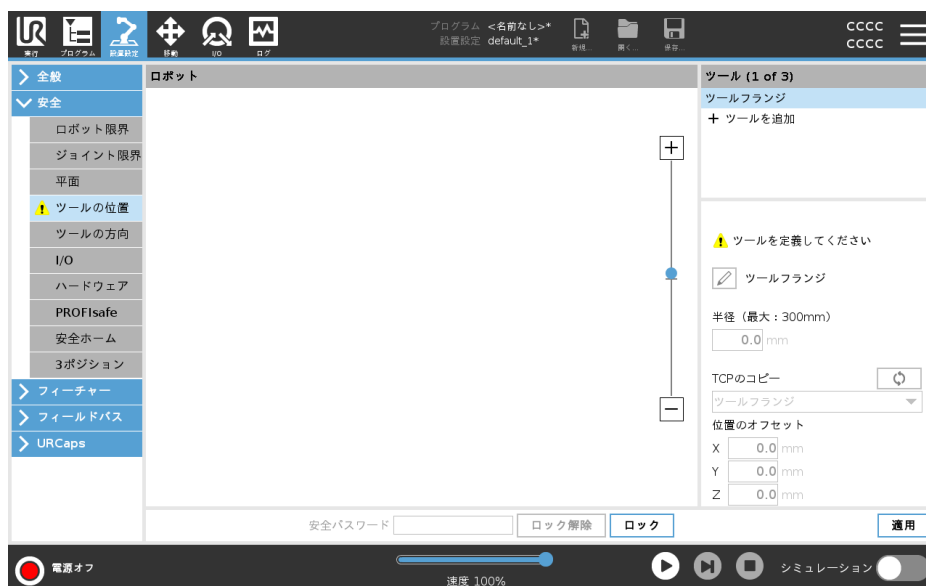 プログラム <名前なし>*
設置設定 default_1*
CCCC
CCCC
実行 プログラム 設置設定 移動 I/O ログ 新規... 開く... 保存...
全般
安全
ロボット限界
ジョイント限界
平面
ツールの位置
ツールの方向
I/O
ハードウェア
PROFIsafe
安全ホーム
3ポジション
フィーチャー
フィールドバス
URCaps
ロボット
ツール (1 of 3)
ツールフランジ
+ ツールを追加
ツールを定義してください
ツールフランジ
半径（最大：300mm）
0.0 mm
TCPのコピー
ツールフランジ
位置のオフセット
X 0.0 mm
Y 0.0 mm
Z 0.0 mm
安全パスワード ロック解除 ロック 適用
電源オフ
速度 100%
シミュレーション